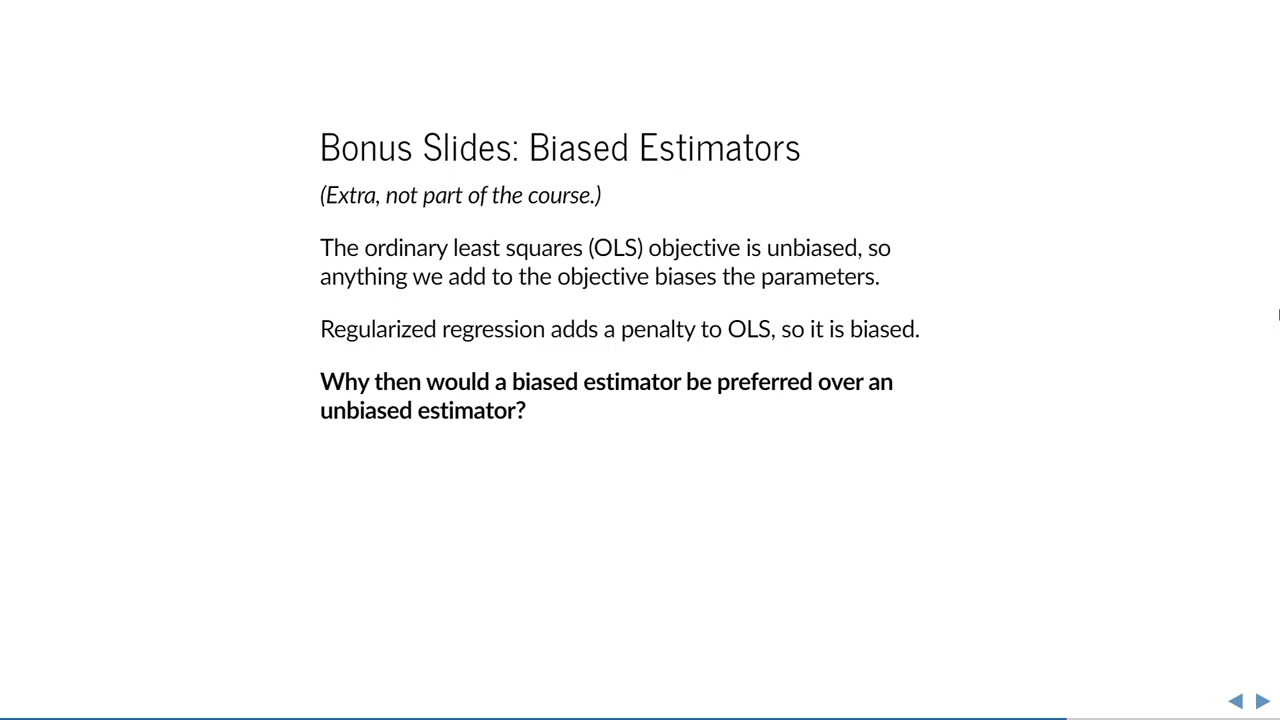 Bonus Slides: Biased Estimators
(Extra, not part of the course.)
The ordinary least squares (OLS) objective is unbiased, so
anything we add to the objective biases the parameters.
Regularized regression adds a penalty to OLS, so it is biased.
Why then would a biased estimator be preferred over an
unbiased estimator?